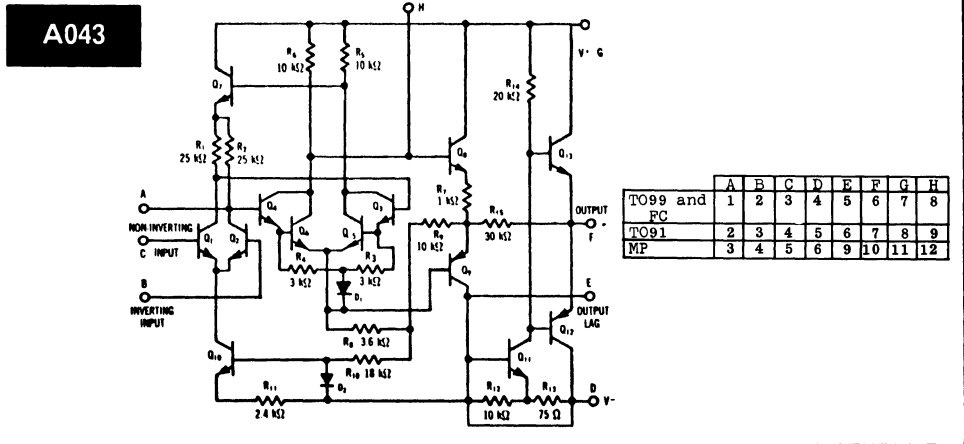 A043
H
V+ G
R6
10 kΩ
R5
10 kΩ
R14
20 kΩ
Q7
Q8
Q13
R1
25 kΩ
R2
25 kΩ
R7
1 kΩ
A
Q4
Q3
NON-INVERTING
C INPUT
Q1
Q2
Q6
Q5
R9
10 kΩ
R15
30 kΩ
OUTPUT
F
R4
3 kΩ
R3
3 kΩ
D1
Q9
B
INVERTING
INPUT
E
OUTPUT
LAG
R8 3.6 kΩ
Q12
Q10
R10 18 kΩ
Q11
D2
R11
2.4 kΩ
R12
10 kΩ
R13
75 Ω
D
V-
A B C D E F G H
TO99 and 1 2 3 4 5 6 7 8
FC
TO91 2 3 4 5 6 7 8 9
MP 3 4 5 6 9 10 11 12